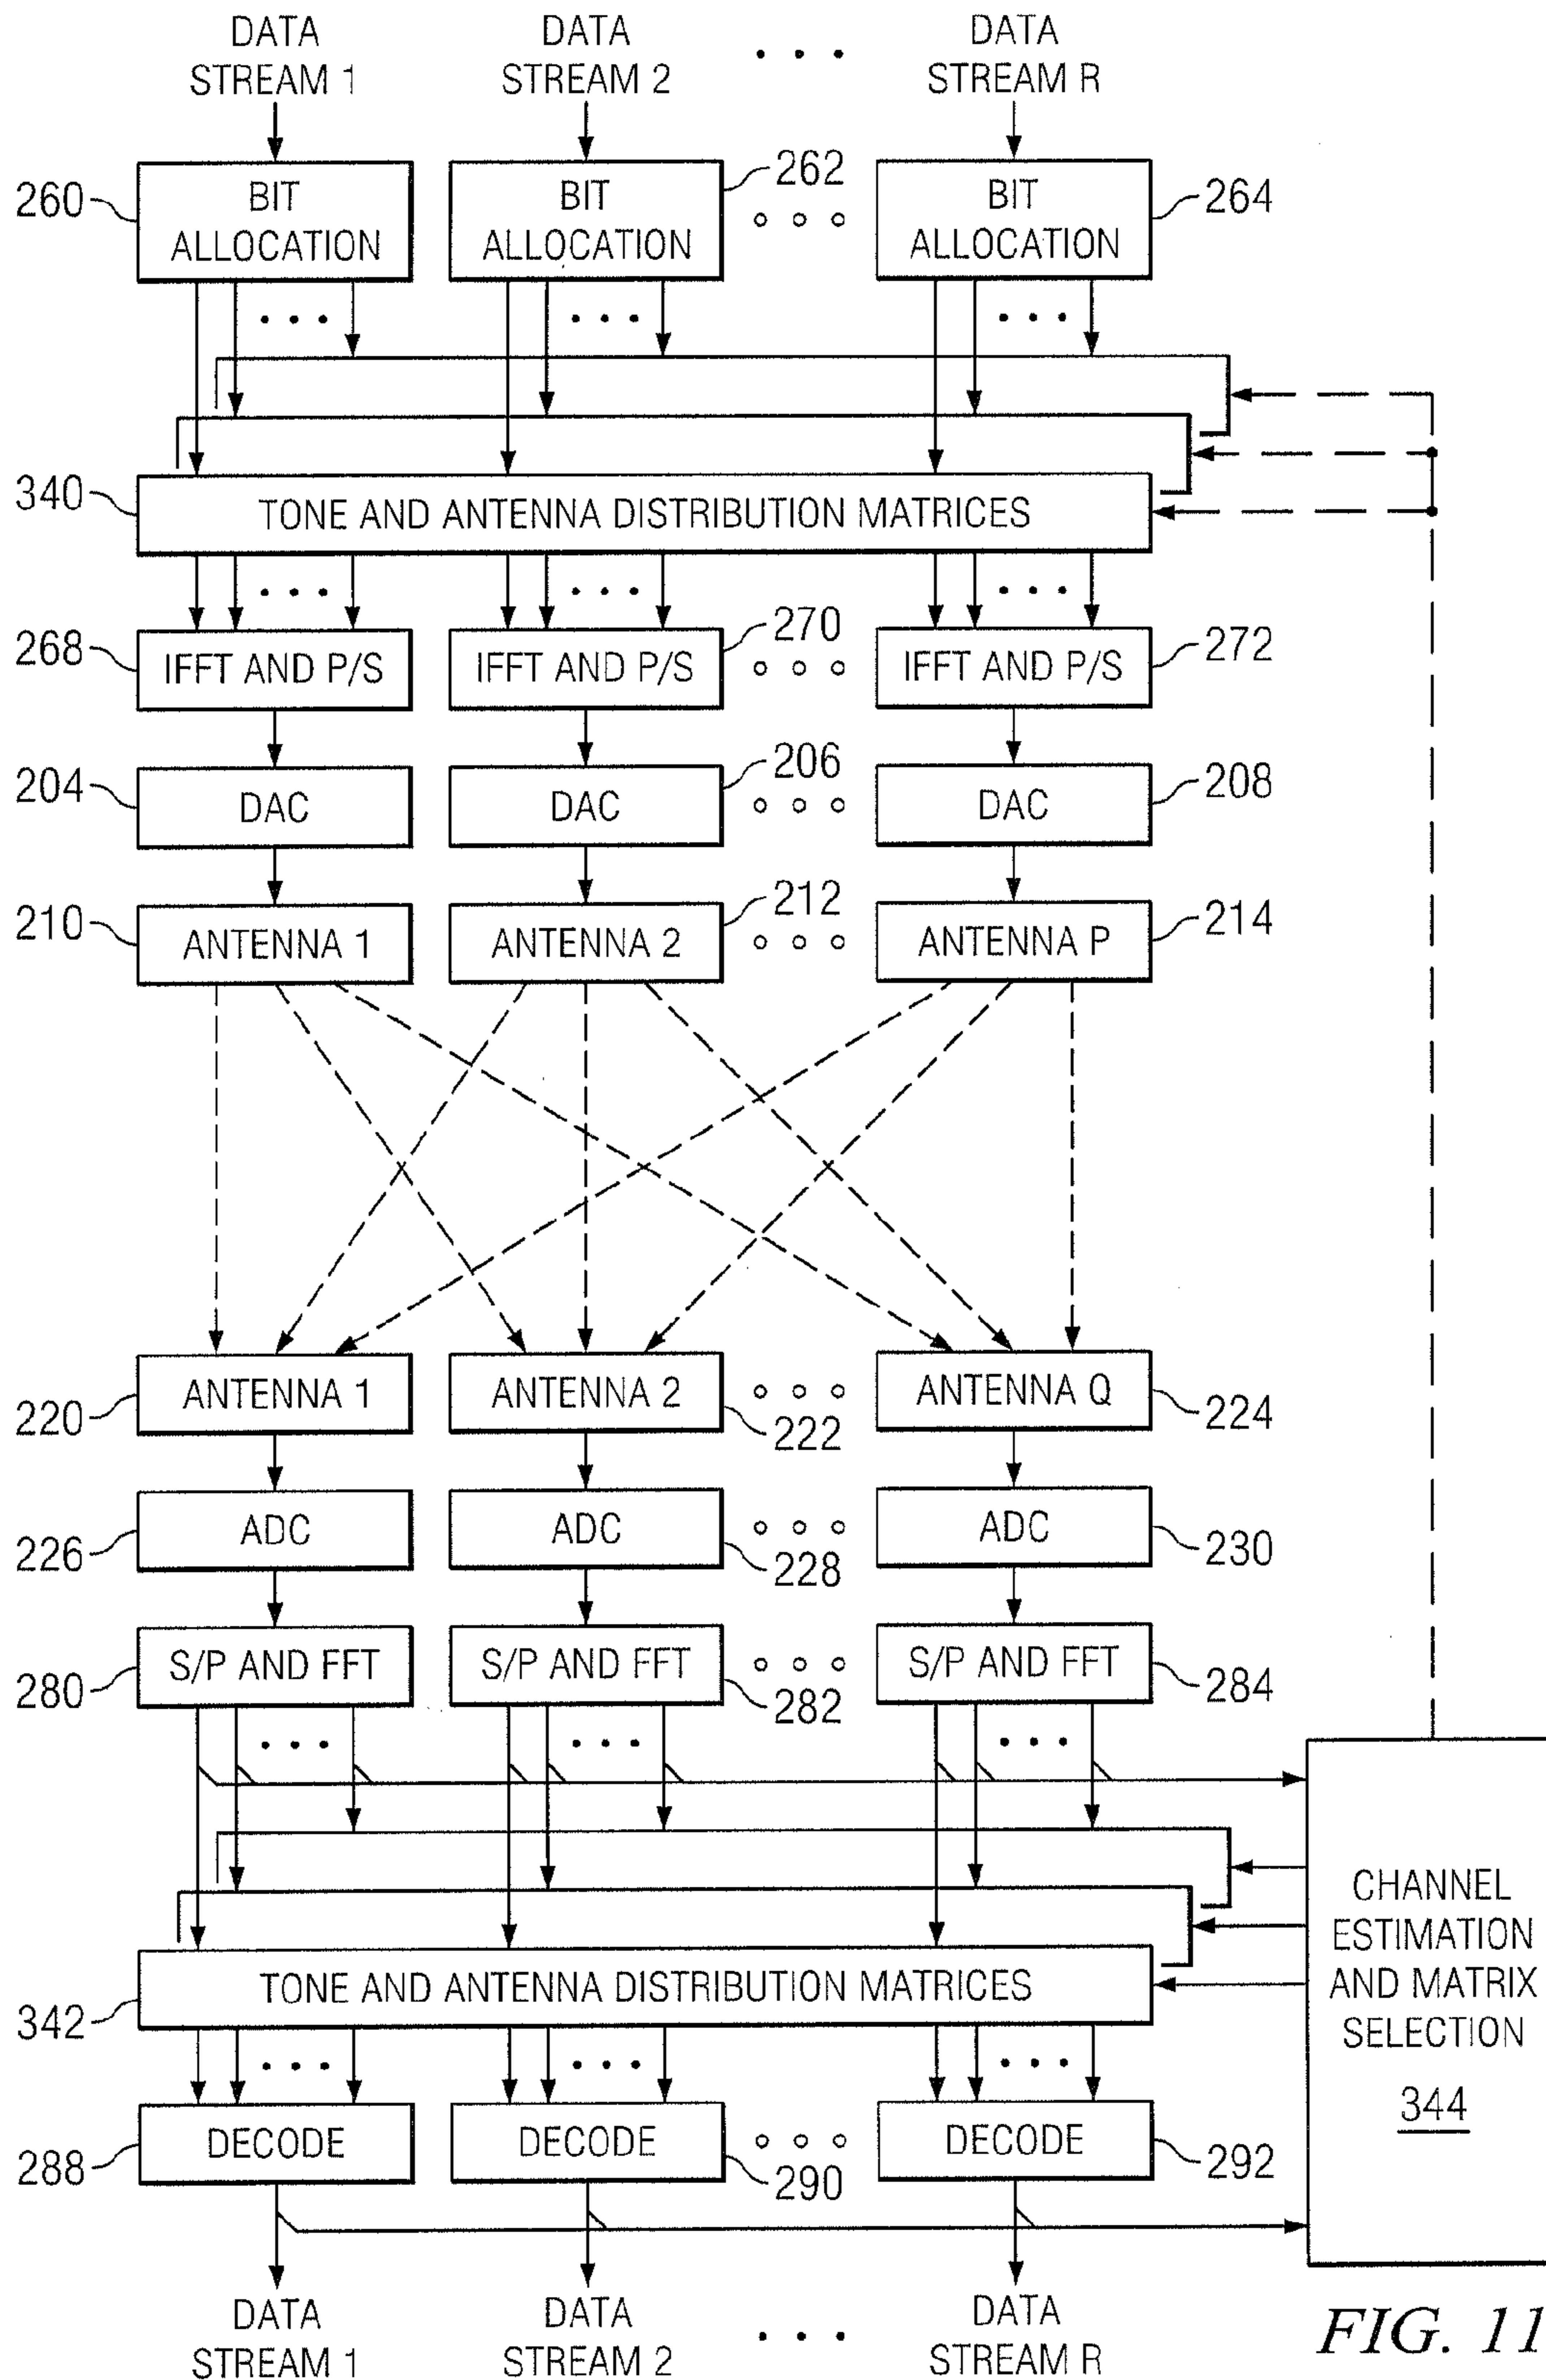 DATA STREAM 1
DATA STREAM 2
DATA STREAM R
260
BIT ALLOCATION
BIT ALLOCATION
262
BIT ALLOCATION
264
340
TONE AND ANTENNA DISTRIBUTION MATRICES
268
IFFT AND P/S
IFFT AND P/S
270
IFFT AND P/S
272
204
DAC
DAC
206
DAC
208
210
ANTENNA 1
ANTENNA 2
212
ANTENNA P
214
220
ANTENNA 1
ANTENNA 2
222
ANTENNA Q
224
226
ADC
ADC
228
ADC
230
280
S/P AND FFT
S/P AND FFT
282
S/P AND FFT
284
CHANNEL
ESTIMATION
AND MATRIX
SELECTION
344
342
TONE AND ANTENNA DISTRIBUTION MATRICES
288
DECODE
DECODE
290
DECODE
292
DATA STREAM 1
DATA STREAM 2
DATA STREAM R
FIG. 11